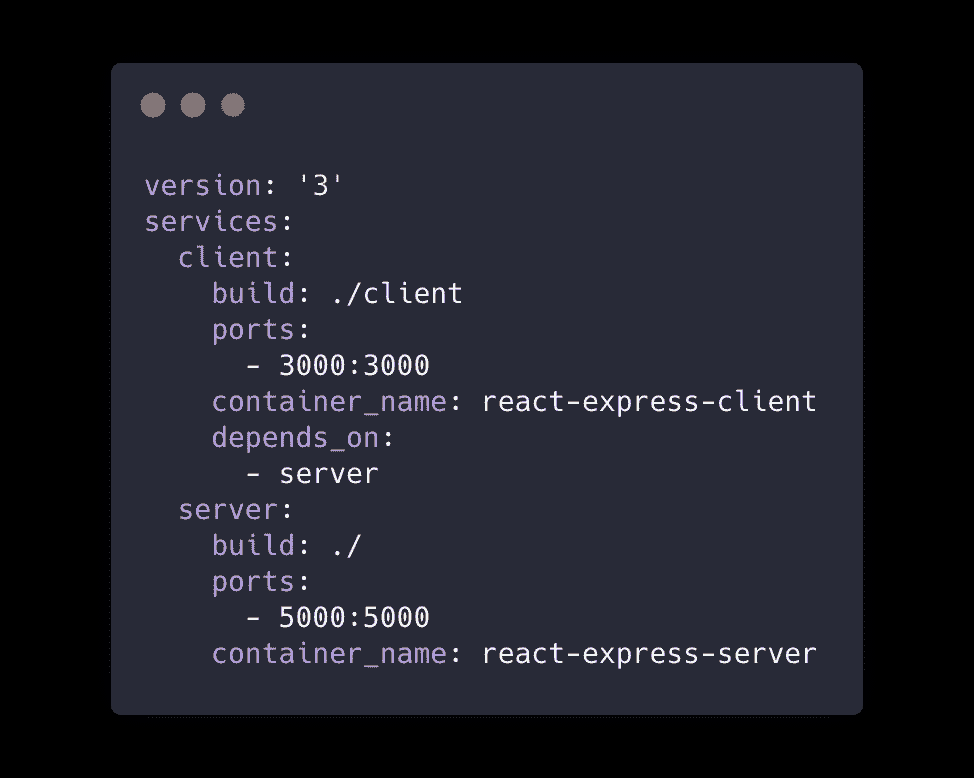 version: '3'
services:
  client:
    build: ./client
    ports:
      - 3000:3000
    container_name: react-express-client
    depends_on:
      - server
  server:
    build: ./
    ports:
      - 5000:5000
    container_name: react-express-server